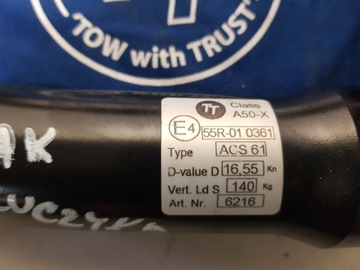 "TOW with TRUST"
TT Class
A50-X
E4 55R-01 0361
Type ACS 61
D-value D 16,55 Kn
Vert. Ld S 140 Kg
Art. Nr. 6216